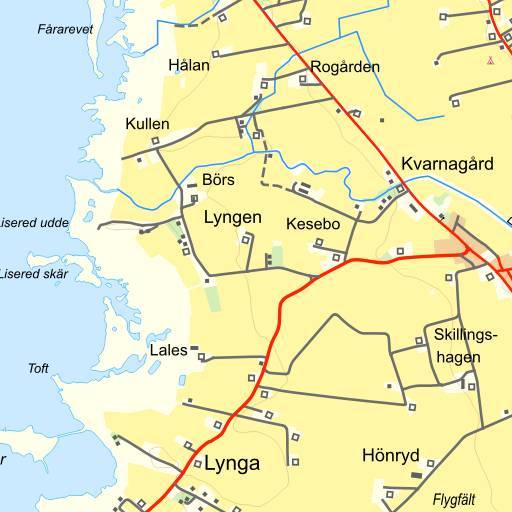 Fårarevet
Hålan
Rogården
Kullen
Kvarnagård
Börs
Lyngen
Kesebo
Lisered udde
Lisered skär
Skillings-
hagen
Lales
Toft
Lynga
Hönryd
Flygfält